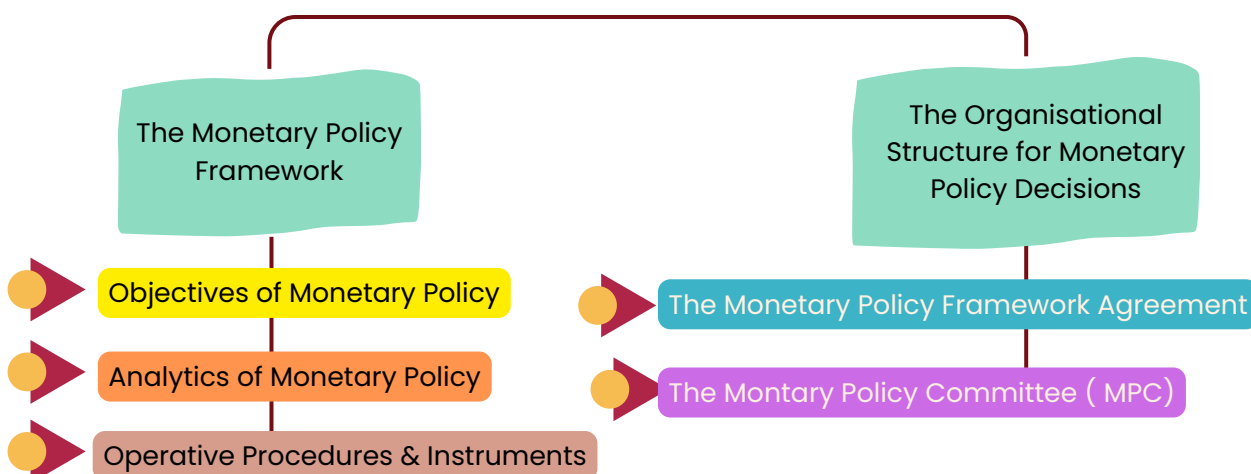 The Monetary Policy
Framework
Objectives of Monetary Policy
Analytics of Monetary Policy
Operative Procedures & Instruments
The Organisational
Structure for Monetary
Policy Decisions
The Monetary Policy Framework Agreement
The Montary Policy Committee ( MPC)